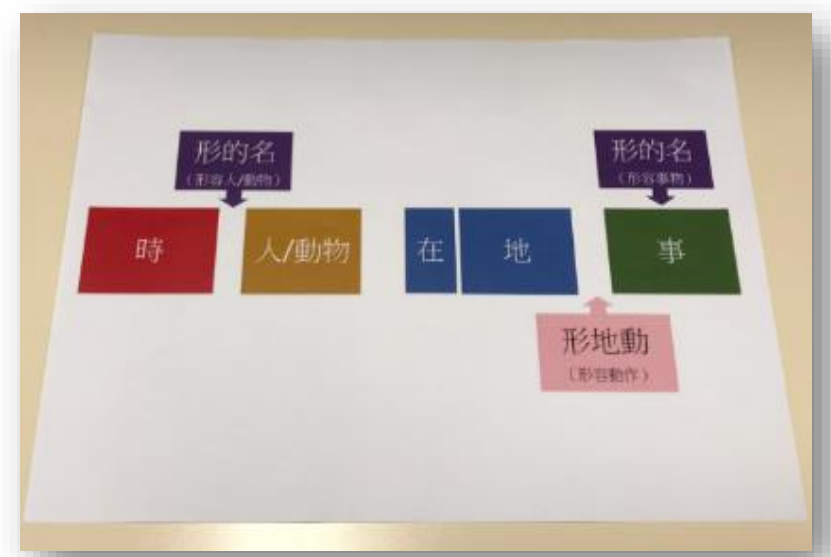 形的名
（形容人/動物）
形的名
（形容事物）
時
人/動物
在
地
事
形地動
（形容動作）